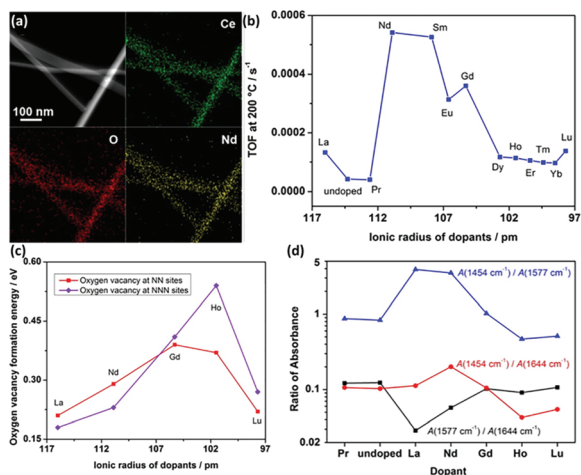 (a)
Ce
100 nm
O
Nd
(b)
TOF at 200 °C / s⁻¹
0.0006
0.0004
0.0002
0.0000
La
undoped
Pr
Nd
Sm
Eu
Gd
Dy
Ho
Er
Tm
Yb
Lu
117 112 107 102 97
Ionic radius of dopants / pm
(c)
Oxygen vacancy formation energy / eV
0.60
0.45
0.30
0.15
Oxygen vacancy at NN sites
Oxygen vacancy at NNN sites
La
Nd
Gd
Ho
Lu
117 113 109 105 101 97
Ionic radius of dopants / pm
(d)
Ratio of Absorbance
5
1
0.1
0.02
A(1454 cm⁻¹) / A(1577 cm⁻¹)
A(1454 cm⁻¹) / A(1644 cm⁻¹)
A(1577 cm⁻¹) / A(1644 cm⁻¹)
Pr undoped La Nd Gd Ho Lu
Dopant